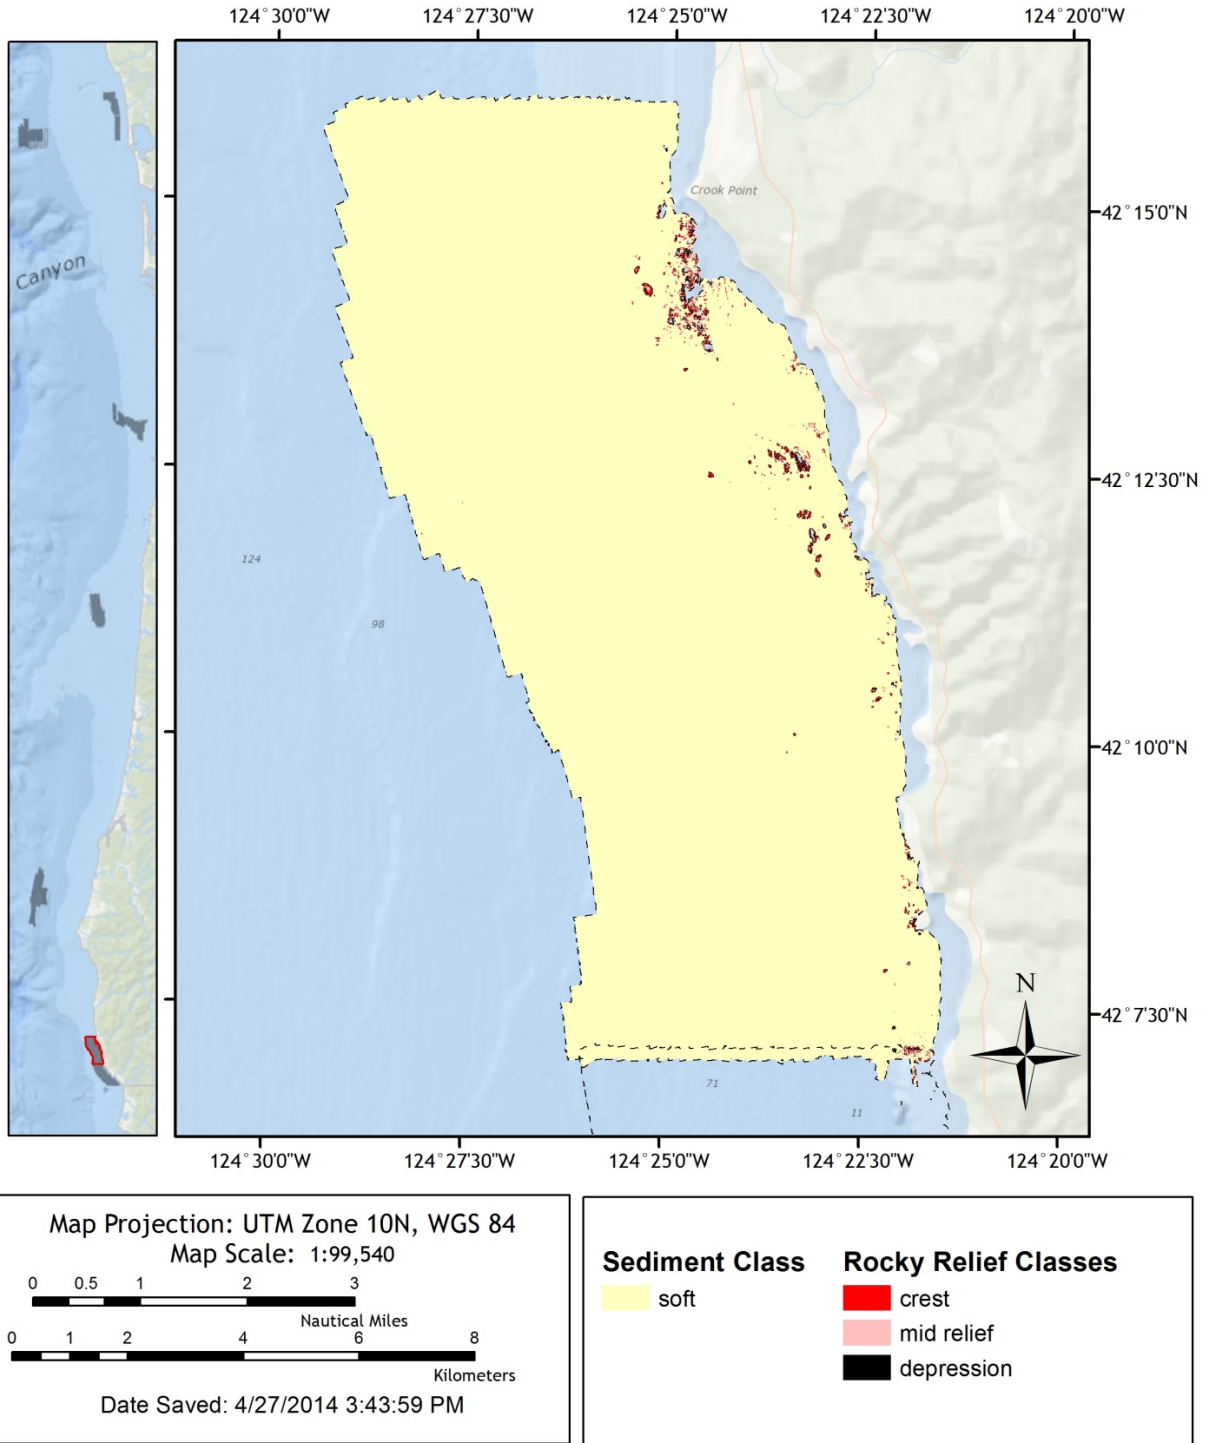 124°30'0"W 124°27'30"W 124°25'0"W 124°22'30"W 124°20'0"W
Canyon
Crook Point
42°15'0"N
42°12'30"N
124
98
42°10'0"N
N
42°7'30"N
71
11
124°30'0"W 124°27'30"W 124°25'0"W 124°22'30"W 124°20'0"W
Map Projection: UTM Zone 10N, WGS 84
Map Scale: 1:99,540
0 0.5 1 2 3
Nautical Miles
0 1 2 4 6 8
Kilometers
Date Saved: 4/27/2014 3:43:59 PM
Sediment Class
soft
Rocky Relief Classes
crest
mid relief
depression